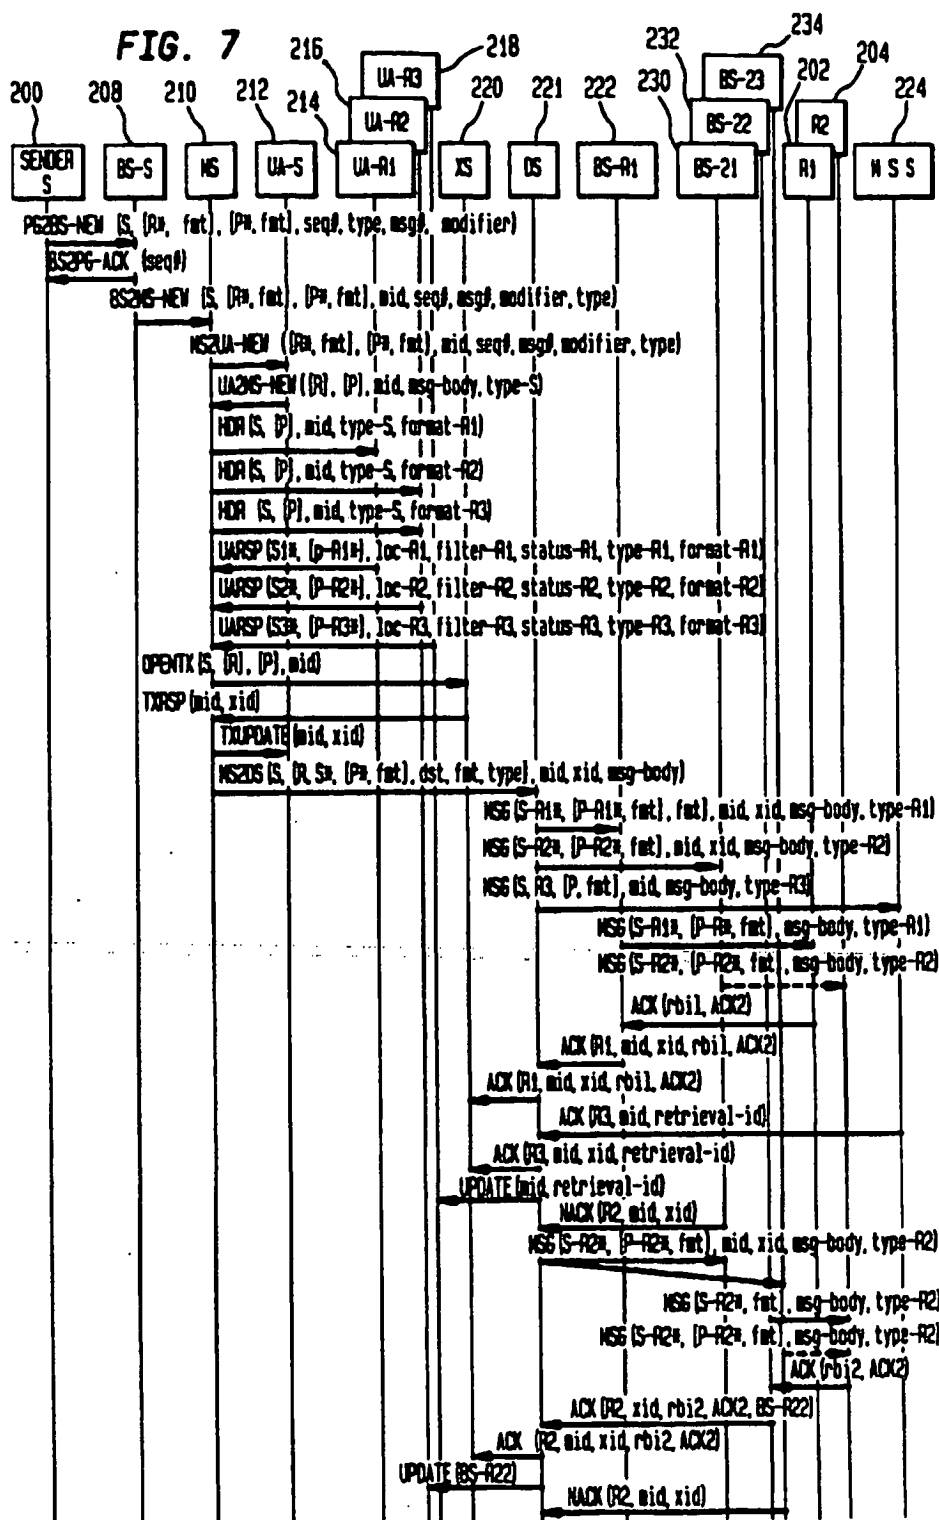 FIG. 7
216
218
232
234
200
208
210
212
214
UA-R3
220
221
222
230
BS-23
202
204
224
UA-R2
BS-22
R2
SENDER S
BS-S
MS
UA-S
UA-R1
XS
DS
BS-R1
BS-21
R1
NSS
PG2BS-NEW (S, [R*, fmt], [P*, fmt], seq#, type, msg#, modifier)
BS2PG-ACK (seq#)
BS2MS-NEW (S, [R*, fmt], [P*, fmt], mid, seq#, msg#, modifier, type)
MS2UA-NEW ([R*, fmt], [P*, fmt], mid, seq#, msg#, modifier, type)
UA2MS-NEW ([R], [P], mid, msg-body, type-S)
HDR (S, [P], mid, type-S, format-R1)
HDR (S, [P], mid, type-S, format-R2)
HDR (S, [P], mid, type-S, format-R3)
UARSP (S1*, [p-R1*], loc-R1, filter-R1, status-R1, type-R1, format-R1)
UARSP (S2*, [P-R2*], loc-R2, filter-R2, status-R2, type-R2, format-R2)
UARSP (S3*, [P-R3*], loc-R3, filter-R3, status-R3, type-R3, format-R3)
OPENTX (S, [R], [P], mid)
TXRSP (mid, xid)
TXUPDATE (mid, xid)
MS2DS (S, [R, S*, [P*, fmt], dst, fmt, type], mid, xid, msg-body)
MSG (S-R1*, [P-R1*, fmt], fmt], mid, xid, msg-body, type-R1)
MSG (S-R2*, [P-R2*, fmt], mid, xid, msg-body, type-R2)
MSG (S, R3, [P, fmt], mid, msg-body, type-R3)
MSG (S-R1*, [P-R*, fmt], msg-body, type-R1)
MSG (S-R2*, [P-R2*, fmt], msg-body, type-R2)
ACK (rbi1, ACK2)
ACK (R1, mid, xid, rbi1, ACK2)
ACK (R1, mid, xid, rbi1, ACK2)
ACK (R3, mid, retrieval-id)
ACK (R3, mid, xid, retrieval-id)
UPDATE (mid, retrieval-id)
NACK (R2, mid, xid)
MSG (S-R2*, [P-R2*, fmt], mid, xid, msg-body, type-R2)
MSG (S-R2*, fmt], msg-body, type-R2)
MSG (S-R2*, [P-R2*, fmt], msg-body, type-R2)
ACK (rbi2, ACK2)
ACK (R2, xid, rbi2, ACK2, BS-R22)
ACK (R2, mid, xid, rbi2, ACK2)
UPDATE (BS-R22)
NACK (R2, mid, xid)